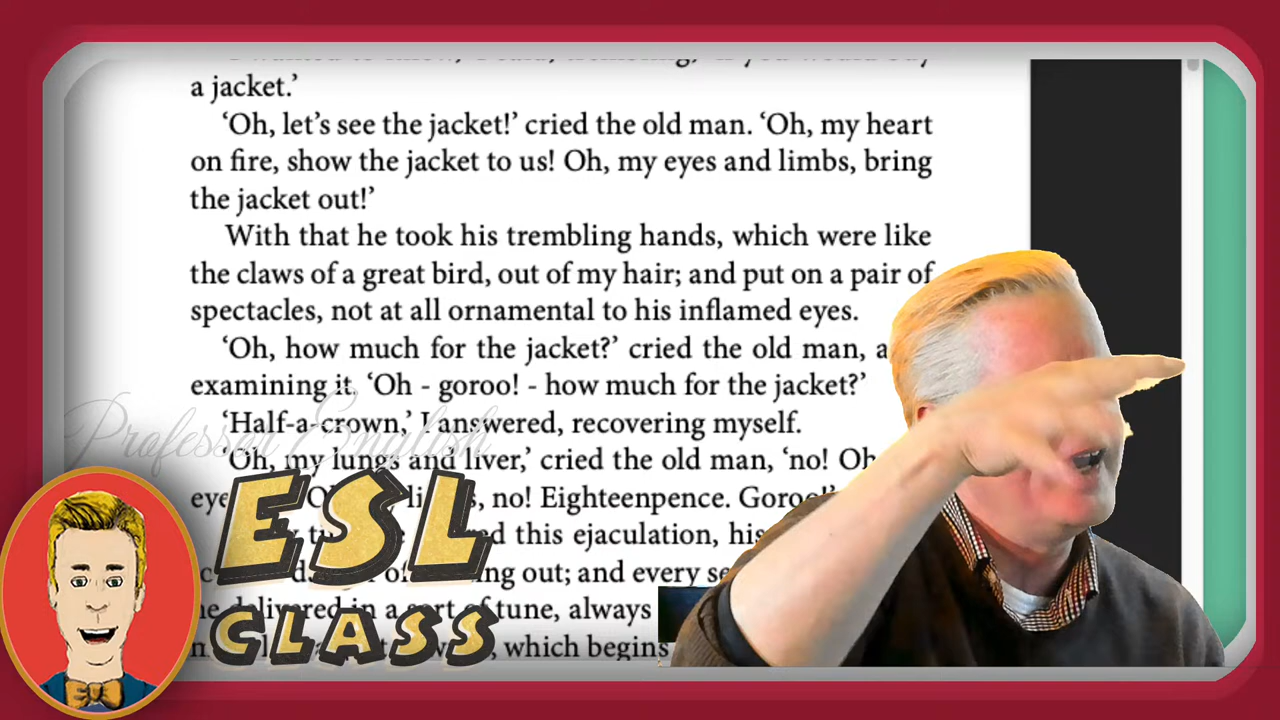 a jacket.’
‘Oh, let’s see the jacket!’ cried the old man. ‘Oh, my heart
on fire, show the jacket to us! Oh, my eyes and limbs, bring
the jacket out!’
With that he took his trembling hands, which were like
the claws of a great bird, out of my hair; and put on a pair of
spectacles, not at all ornamental to his inflamed eyes.
‘Oh, how much for the jacket?’ cried the old man, a
examining it. ‘Oh - goroo! - how much for the jacket?’
‘Half-a-crown,’ I answered, recovering myself.
‘Oh, my lungs and liver,’ cried the old man, ‘no! Oh
no! Eighteenpence. Goroo!’
this ejaculation, his
out; and every
he delivered in a sort of tune, always
which begins
Professor English
ESL
CLASS